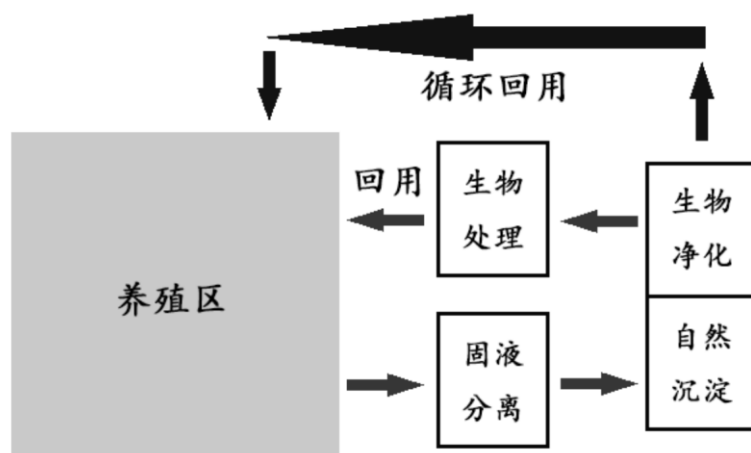 循环回用
回用
生物
处理
生物
净化
养殖区
固液
分离
自然
沉淀